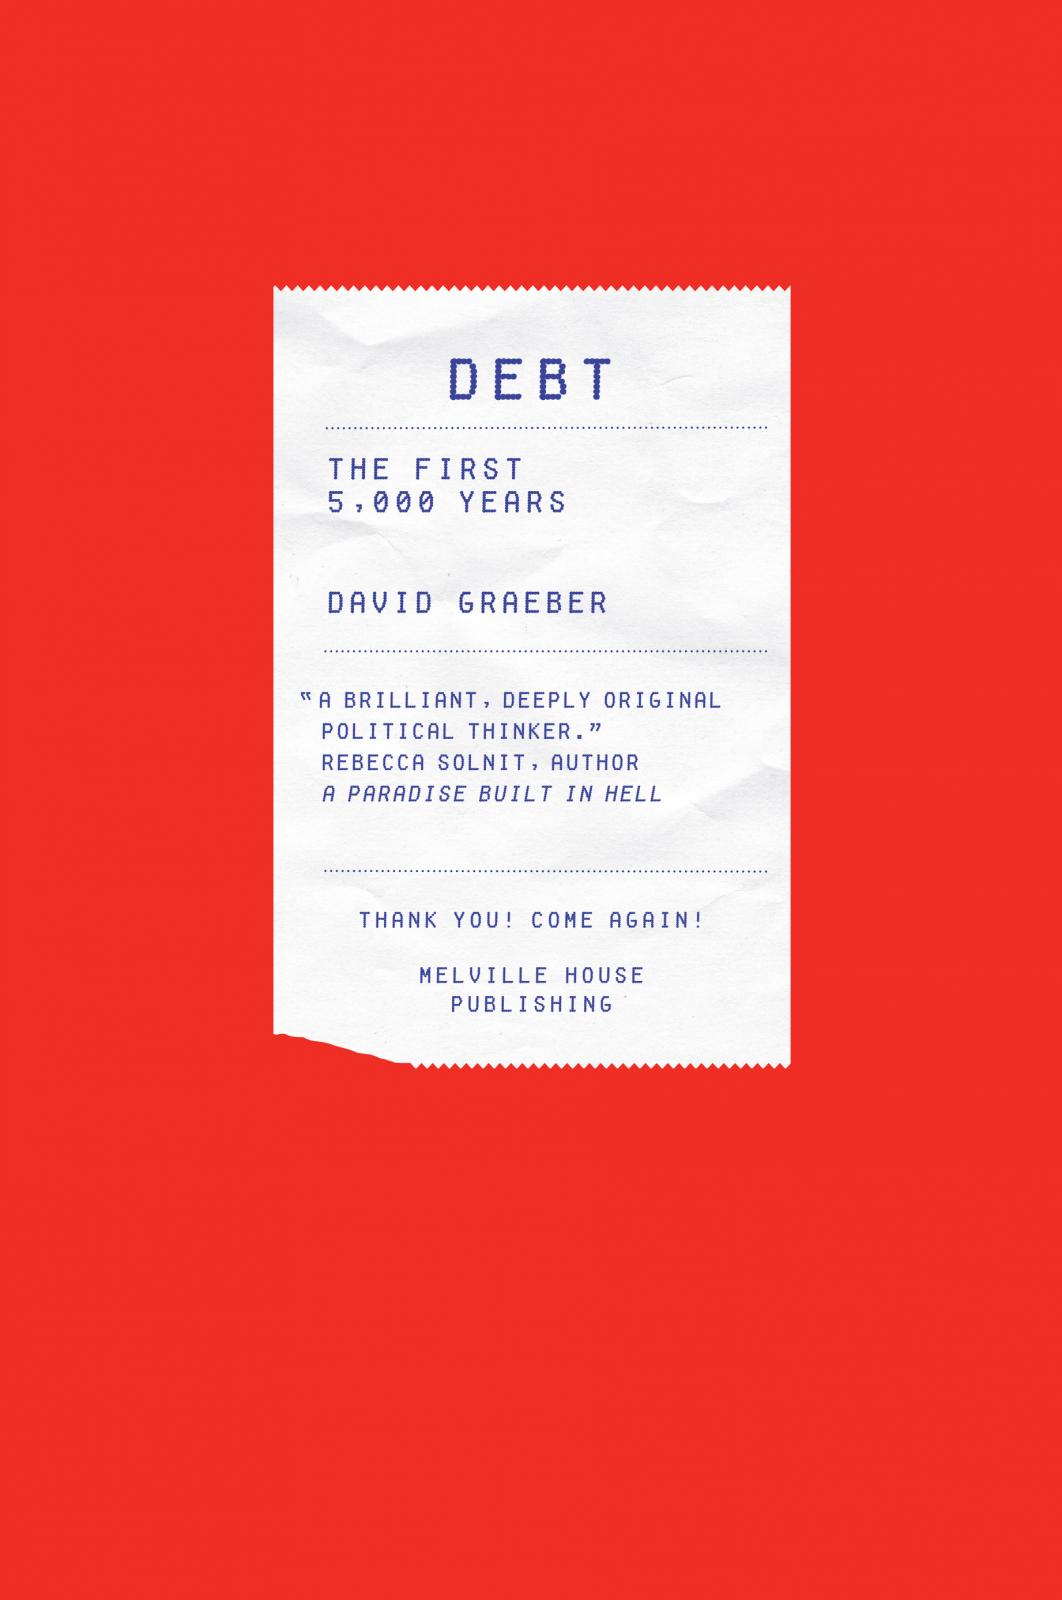 DEBT
THE FIRST
5,000 YEARS
DAVID GRAEBER
“A BRILLIANT, DEEPLY ORIGINAL
POLITICAL THINKER.”
REBECCA SOLNIT, AUTHOR
A PARADISE BUILT IN HELL
THANK YOU! COME AGAIN!
MELVILLE HOUSE
PUBLISHING